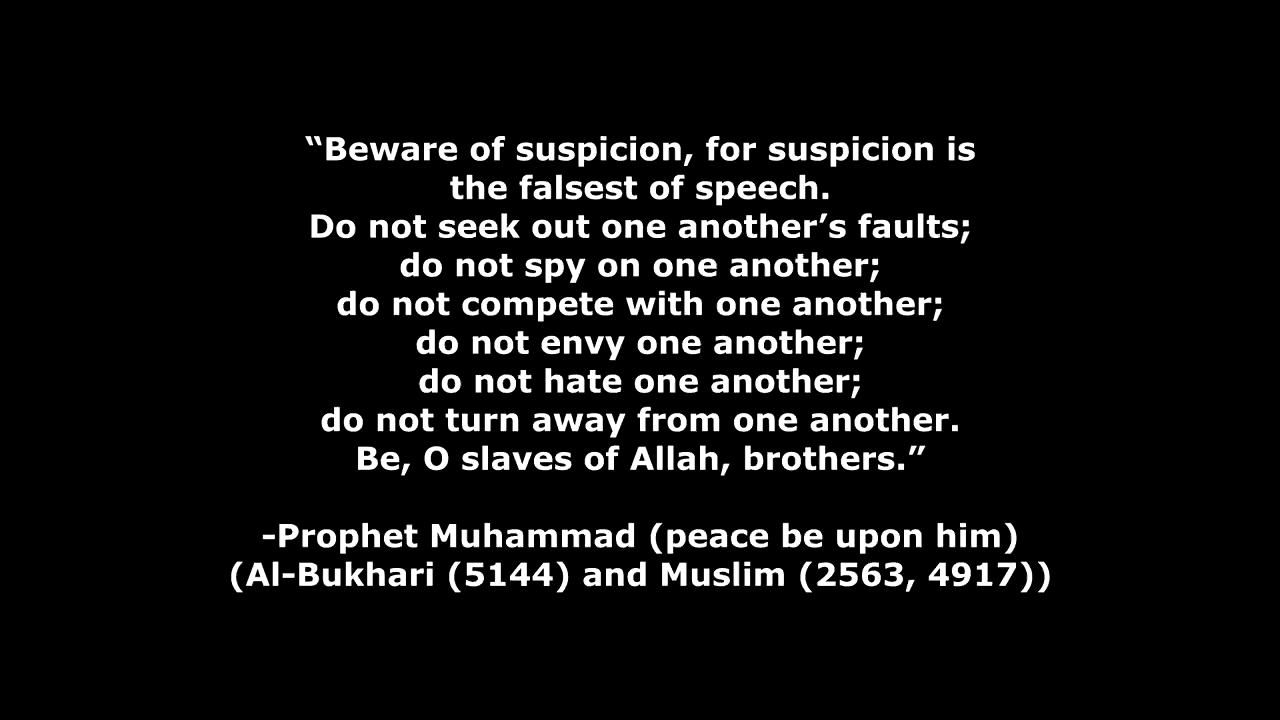 “Beware of suspicion, for suspicion is
the falsest of speech.
Do not seek out one another’s faults;
do not spy on one another;
do not compete with one another;
do not envy one another;
do not hate one another;
do not turn away from one another.
Be, O slaves of Allah, brothers.”
-Prophet Muhammad (peace be upon him)
(Al-Bukhari (5144) and Muslim (2563, 4917))